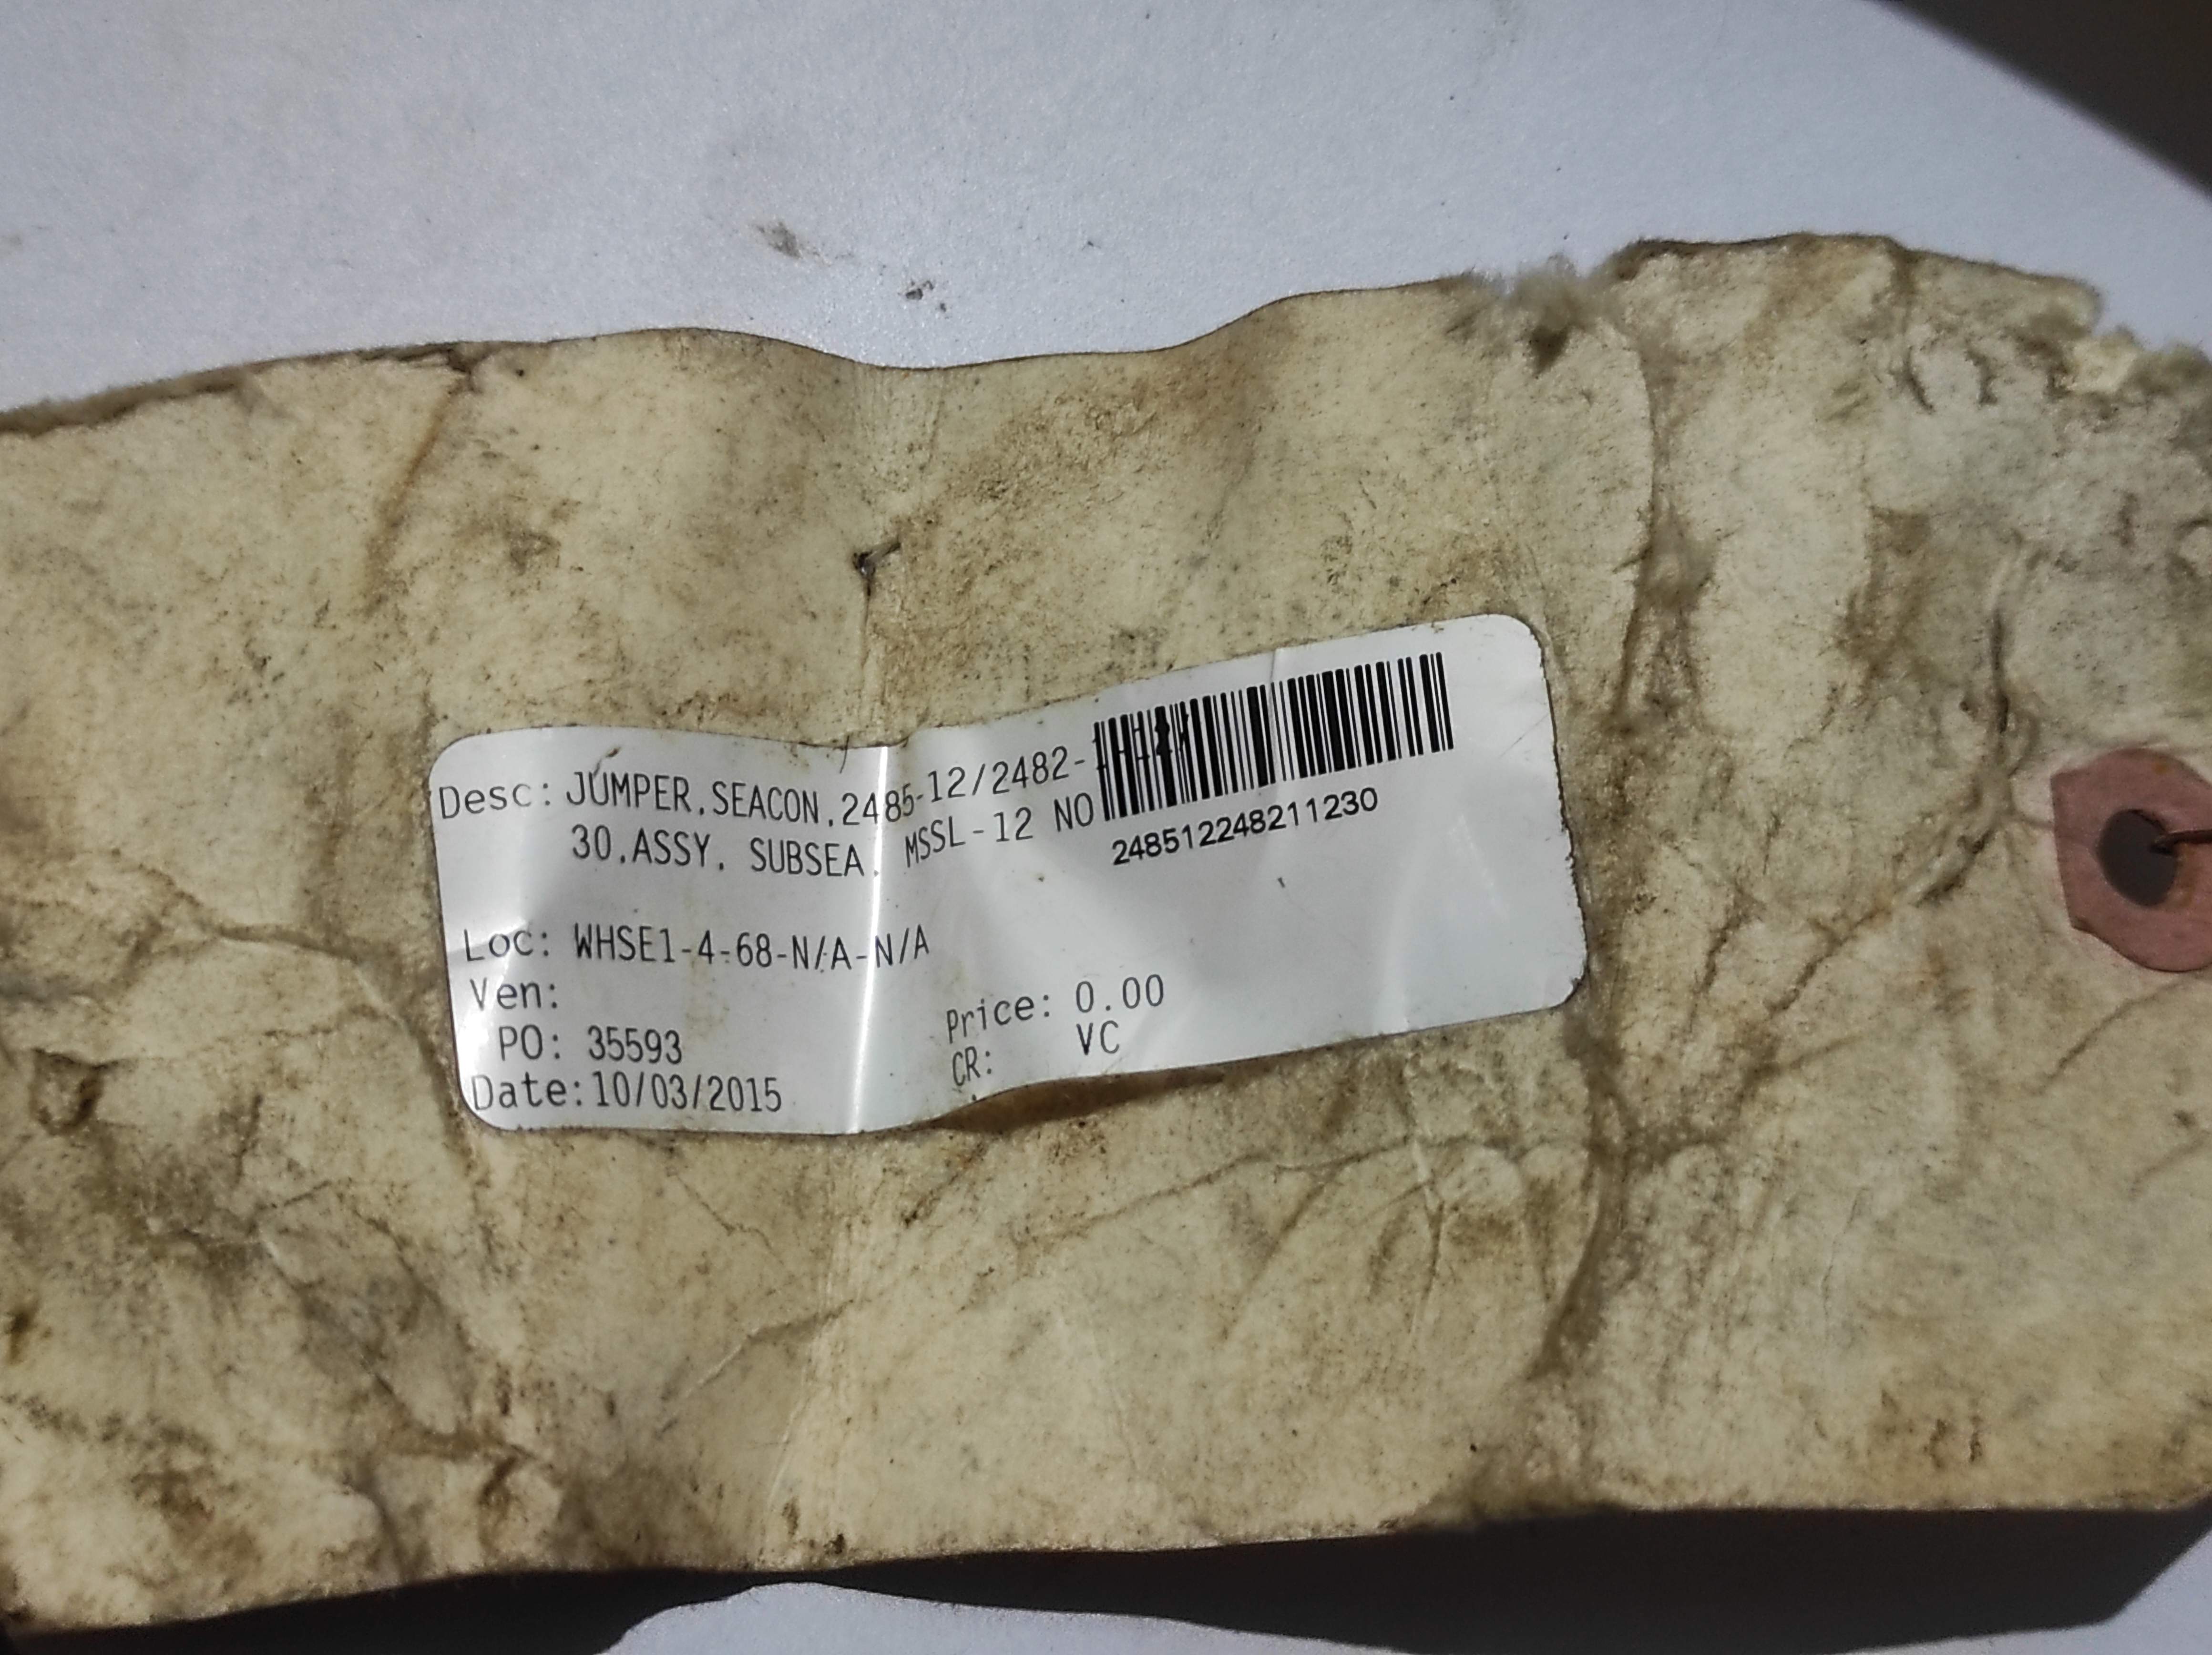 Desc: JUMPER.SEACON.2485-12/2482-
30.ASSY. SUBSEA. MSSL-12 NO
248512248211230
Loc: WHSE1-4-68-N/A-N/A
Ven:
PO: 35593
Price: 0.00
CR: VC
Date:10/03/2015